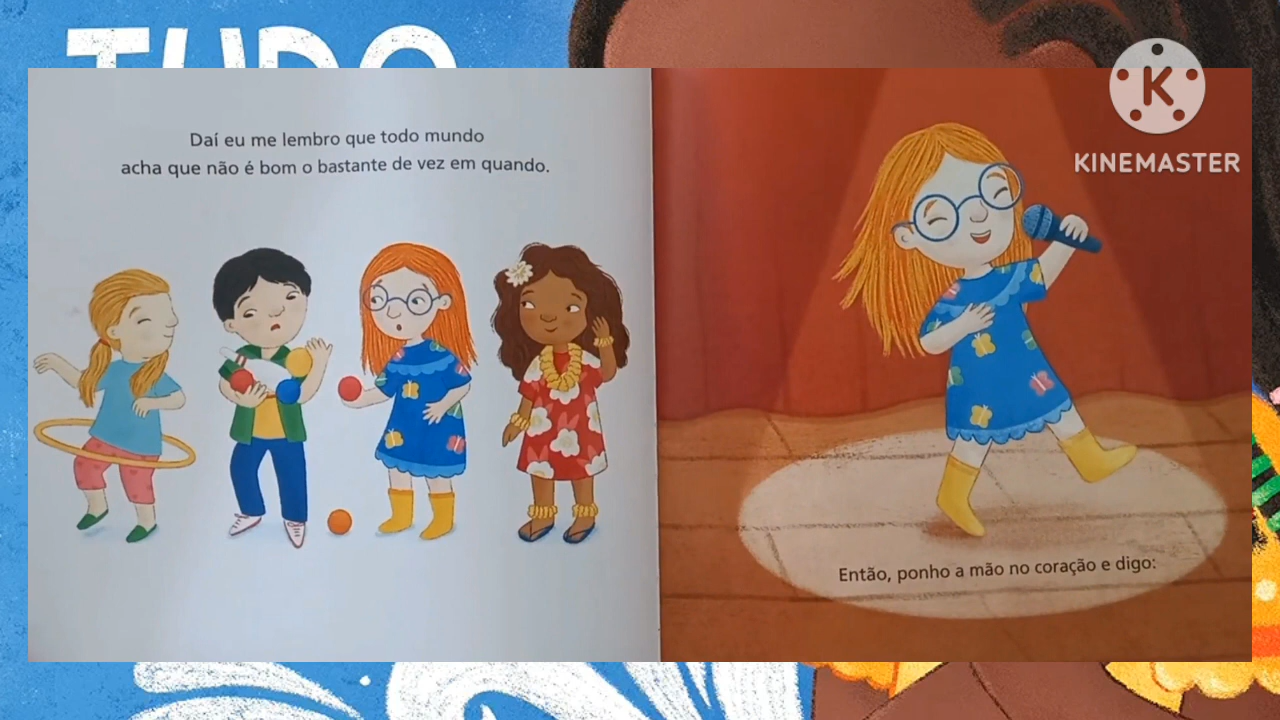 TUDO
Daí eu me lembro que todo mundo
acha que não é bom o bastante de vez em quando.
K
KINEMASTER
Então, ponho a mão no coração e digo: